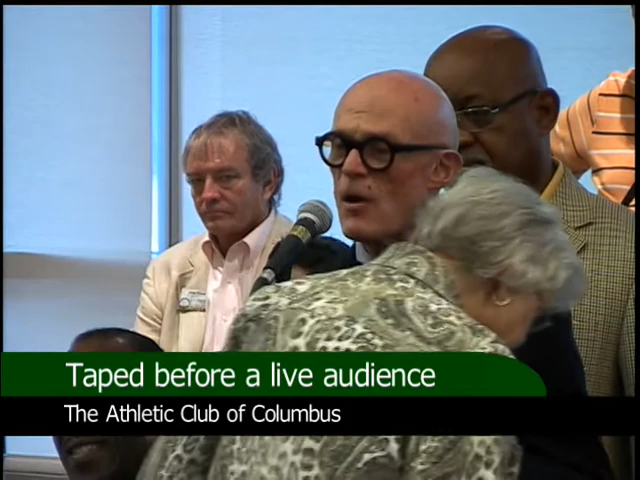 Taped before a live audience
The Athletic Club of Columbus